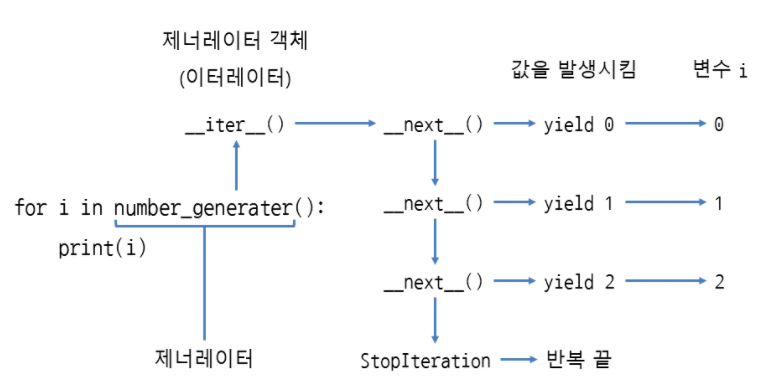 제너레이터 객체
(이터레이터)
값을 발생시킴
변수 i
__iter__()
__next__()
yield 0
0
for i in number_generater():
print(i)
__next__()
yield 1
1
__next__()
yield 2
2
제너레이터
StopIteration
반복 끝